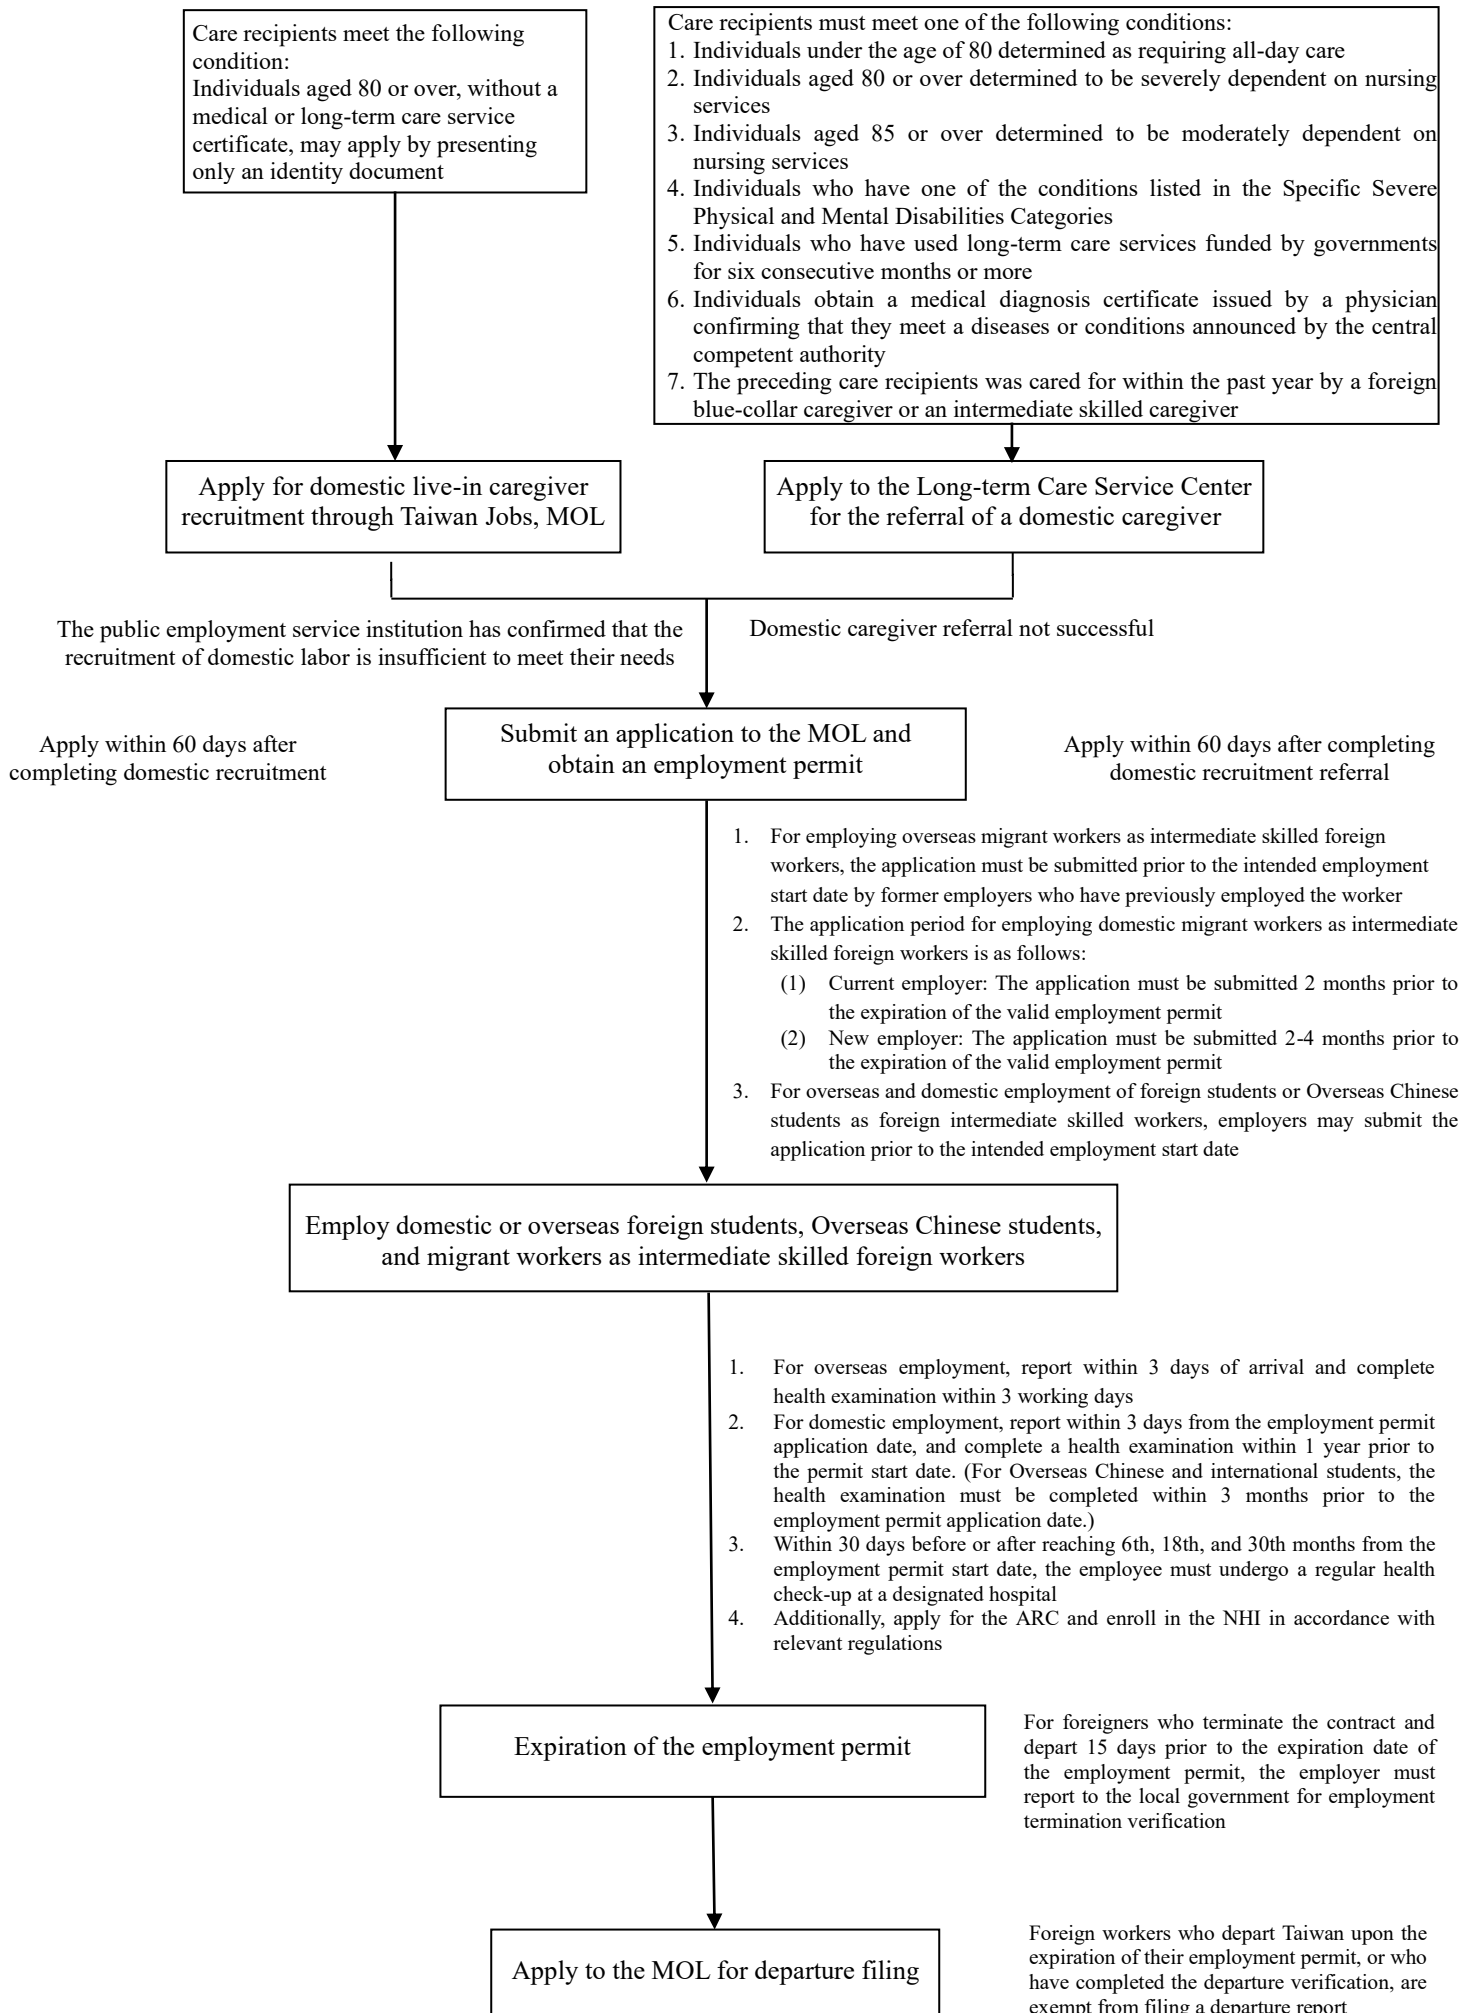 Care recipients meet the following
condition:
Individuals aged 80 or over, without a
medical or long-term care service
certificate, may apply by presenting
only an identity document
Care recipients must meet one of the following conditions:
1. Individuals under the age of 80 determined as requiring all-day care
2. Individuals aged 80 or over determined to be severely dependent on nursing
services
3. Individuals aged 85 or over determined to be moderately dependent on
nursing services
4. Individuals who have one of the conditions listed in the Specific Severe
Physical and Mental Disabilities Categories
5. Individuals who have used long-term care services funded by governments
for six consecutive months or more
6. Individuals obtain a medical diagnosis certificate issued by a physician
confirming that they meet a diseases or conditions announced by the central
competent authority
7. The preceding care recipients was cared for within the past year by a foreign
blue-collar caregiver or an intermediate skilled caregiver
Apply for domestic live-in caregiver
recruitment through Taiwan Jobs, MOL
Apply to the Long-term Care Service Center
for the referral of a domestic caregiver
The public employment service institution has confirmed that the
recruitment of domestic labor is insufficient to meet their needs
Domestic caregiver referral not successful
Submit an application to the MOL and
obtain an employment permit
Apply within 60 days after
completing domestic recruitment
Apply within 60 days after completing
domestic recruitment referral
1. For employing overseas migrant workers as intermediate skilled foreign
workers, the application must be submitted prior to the intended employment
start date by former employers who have previously employed the worker
2. The application period for employing domestic migrant workers as intermediate
skilled foreign workers is as follows:
(1) Current employer: The application must be submitted 2 months prior to
the expiration of the valid employment permit
(2) New employer: The application must be submitted 2-4 months prior to
the expiration of the valid employment permit
3. For overseas and domestic employment of foreign students or Overseas Chinese
students as foreign intermediate skilled workers, employers may submit the
application prior to the intended employment start date
Employ domestic or overseas foreign students, Overseas Chinese students,
and migrant workers as intermediate skilled foreign workers
1. For overseas employment, report within 3 days of arrival and complete
health examination within 3 working days
2. For domestic employment, report within 3 days from the employment permit
application date, and complete a health examination within 1 year prior to
the permit start date. (For Overseas Chinese and international students, the
health examination must be completed within 3 months prior to the
employment permit application date.)
3. Within 30 days before or after reaching 6th, 18th, and 30th months from the
employment permit start date, the employee must undergo a regular health
check-up at a designated hospital
4. Additionally, apply for the ARC and enroll in the NHI in accordance with
relevant regulations
Expiration of the employment permit
For foreigners who terminate the contract and
depart 15 days prior to the expiration date of
the employment permit, the employer must
report to the local government for employment
termination verification
Apply to the MOL for departure filing
Foreign workers who depart Taiwan upon the
expiration of their employment permit, or who
have completed the departure verification, are
exempt from filing a departure report